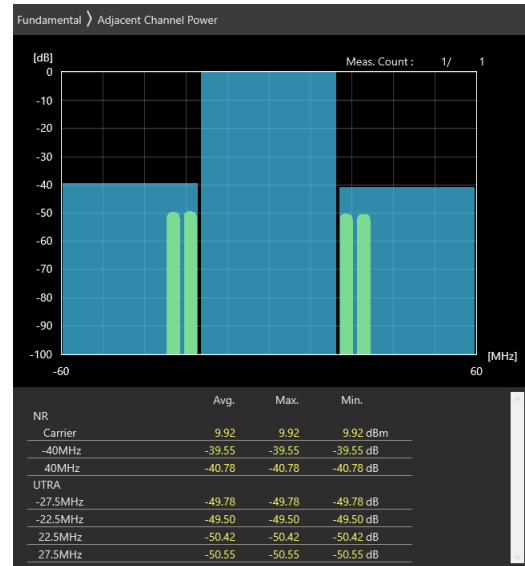 Fundamental 〉 Adjacent Channel Power
[dB]
Meas. Count : 1/ 1
0
-10
-20
-30
-40
-50
-60
-70
-80
-90
-100
[MHz]
-60 60
Avg. Max. Min.
NR
Carrier 9.92 9.92 9.92 dBm
-40MHz -39.55 -39.55 -39.55 dB
40MHz -40.78 -40.78 -40.78 dB
UTRA
-27.5MHz -49.78 -49.78 -49.78 dB
-22.5MHz -49.50 -49.50 -49.50 dB
22.5MHz -50.42 -50.42 -50.42 dB
27.5MHz -50.55 -50.55 -50.55 dB